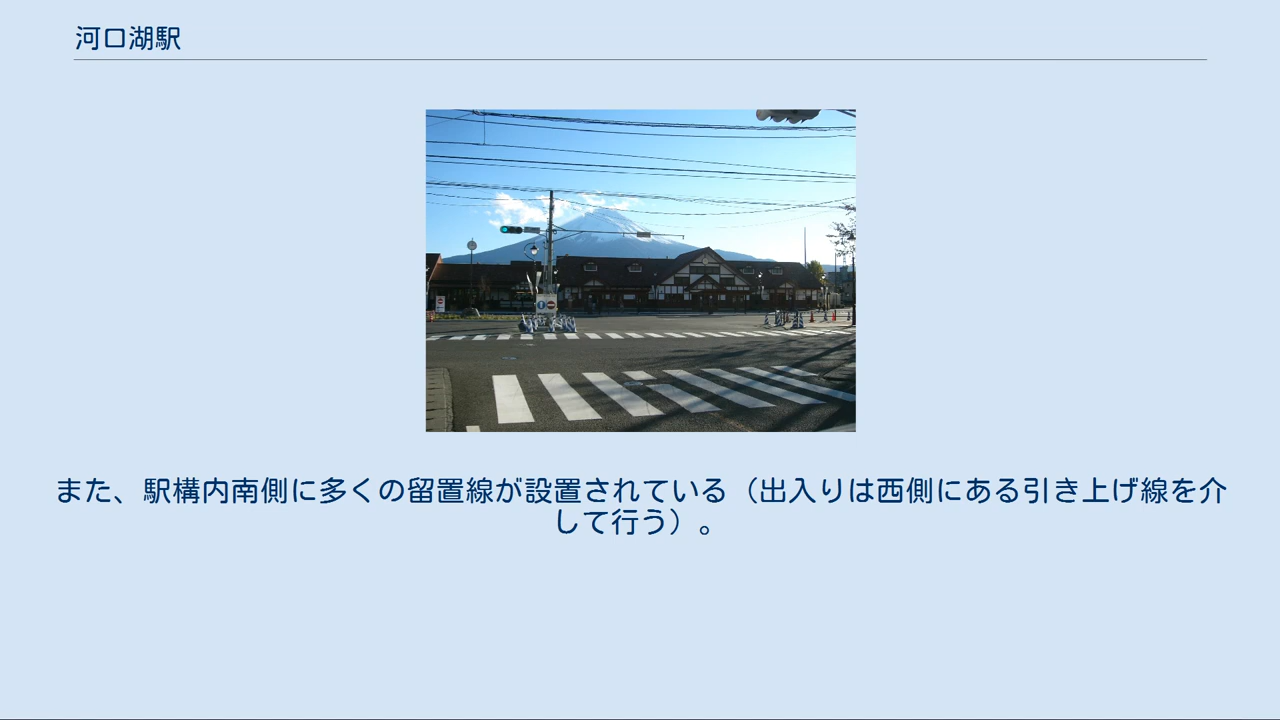 河口湖駅
また、駅構内南側に多くの留置線が設置されている（出入りは西側にある引き上げ線を介
して行う）。